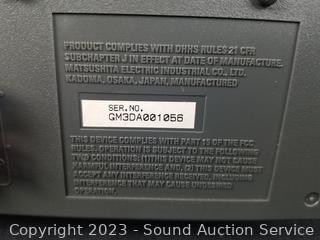 PRODUCT COMPLIES WITH DHHS RULES 21 CFR
SUBCHAPTER J IN EFFECT AT DATE OF MANUFACTURE.
MATSUSHITA ELECTRIC INDUSTRIAL CO., LTD.
KADOMA, OSAKA, JAPAN, MANUFACTURED
SER.NO.
GM3DA001056
THIS DEVICE COMPLIES WITH PART 15 OF THE FCC
RULES. OPERATION IS SUBJECT TO THE FOLLOWING
TWO CONDITIONS: (1) THIS DEVICE MAY NOT CAUSE
HARMFUL INTERFERENCE, AND (2) THIS DEVICE MUST
ACCEPT ANY INTERFERENCE RECEIVED, INCLUDING
INTERFERENCE THAT MAY CAUSE UNDESIRED
OPERATION.
Copyright 2023 - Sound Auction Service